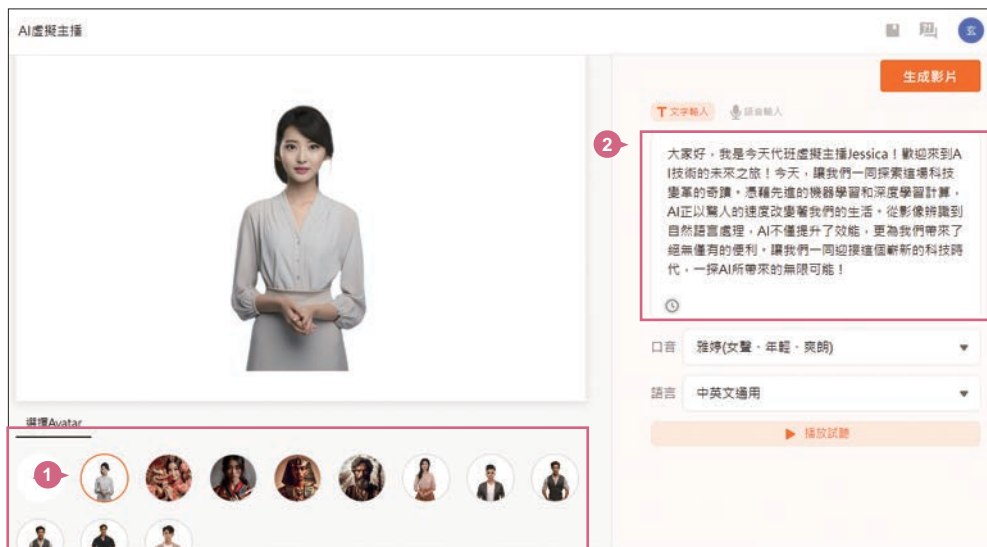 AI虛擬主播
玄
生成影片
T 文字輸入 語音輸入
2
大家好，我是今天代班虛擬主播Jessica！歡迎來到A
I技術的未來之旅！今天，讓我們一同探索這場科技
變革的奇蹟。憑藉先進的機器學習和深度學習計算，
AI正以驚人的速度改變著我們的生活。從影像辨識到
自然語言處理，AI不僅提升了效能，更為我們帶來了
絕無僅有的便利。讓我們一同迎接這個嶄新的科技時
代，一探AI所帶來的無限可能！
口音 雅婷(女聲、年輕、爽朗)
語言 中英文通用
播放試聽
選擇Avatar
1